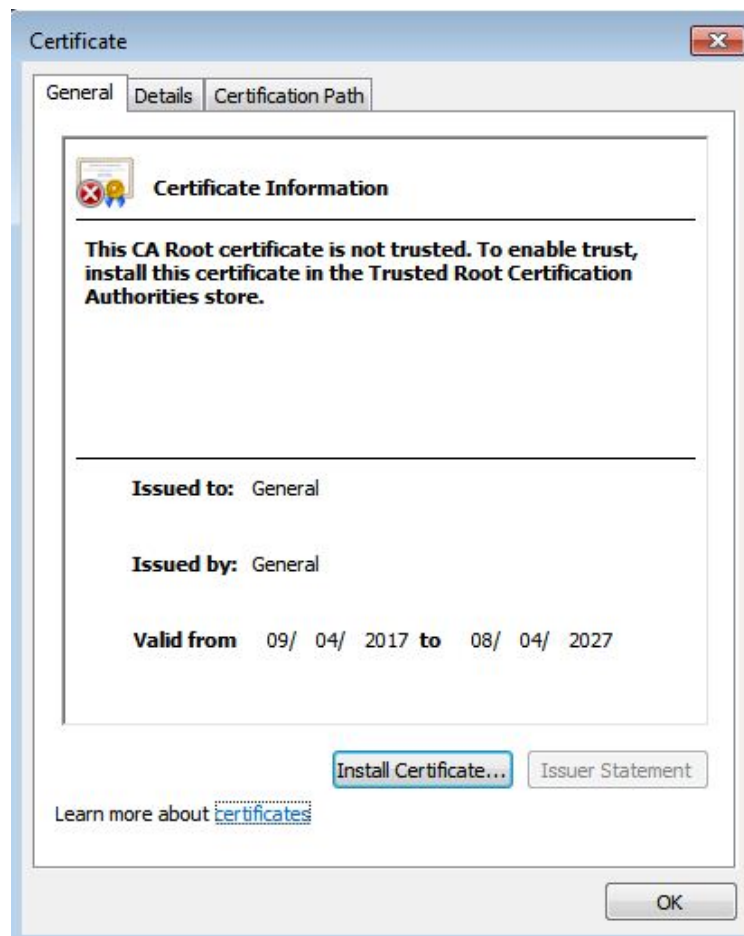 Certificate
General Details Certification Path
Certificate Information
This CA Root certificate is not trusted. To enable trust,
install this certificate in the Trusted Root Certification
Authorities store.
Issued to: General
Issued by: General
Valid from 09/ 04/ 2017 to 08/ 04/ 2027
Install Certificate... Issuer Statement
Learn more about certificates
OK